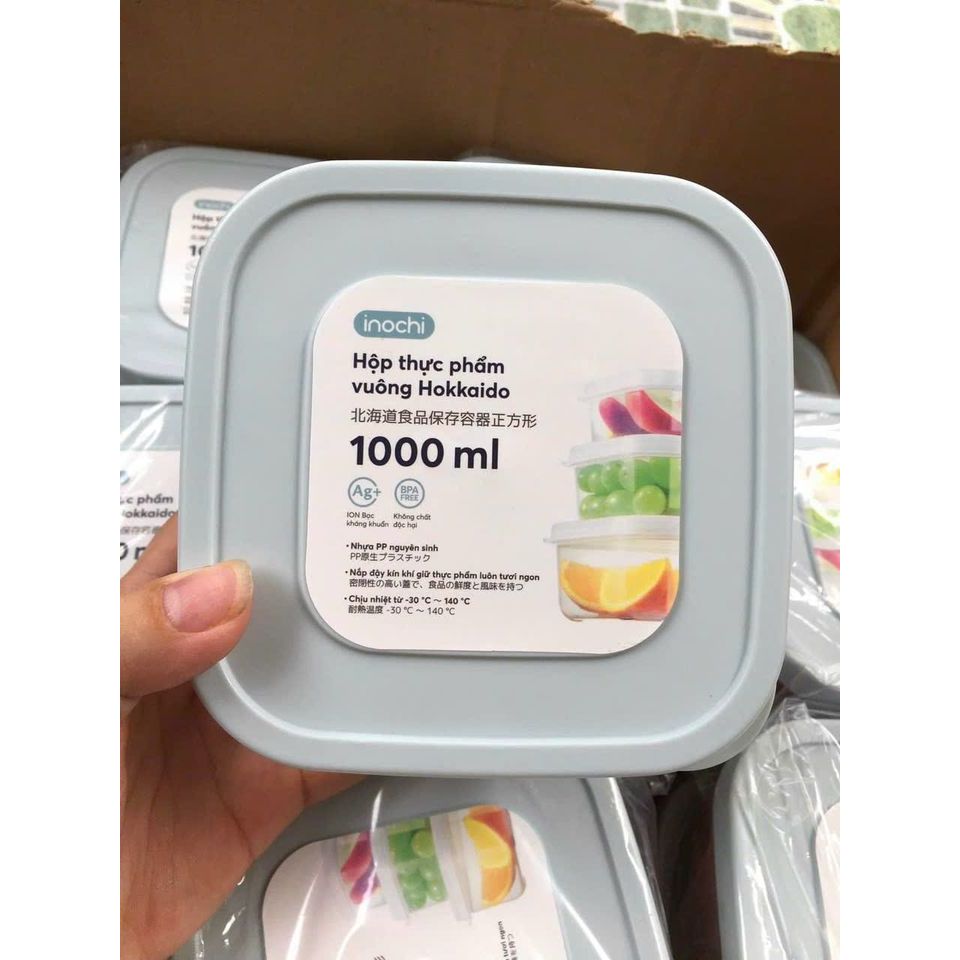 inochi
Hộp thực phẩm
vuông Hokkaido
北海道食品保存容器正方形
1000 ml
Ag+
BPA
FREE
ION Bạc
kháng khuẩn
Không chất
độc hại
• Nhựa PP nguyên sinh
PP原生プラスチック
• Nắp đậy kín khí giữ thực phẩm luôn tươi ngon
密閉性の高い蓋で、食品の鮮度と風味を持つ
• Chịu nhiệt từ -30 °C ~ 140 °C
耐熱温度 -30 °C ~ 140 °C
inochi